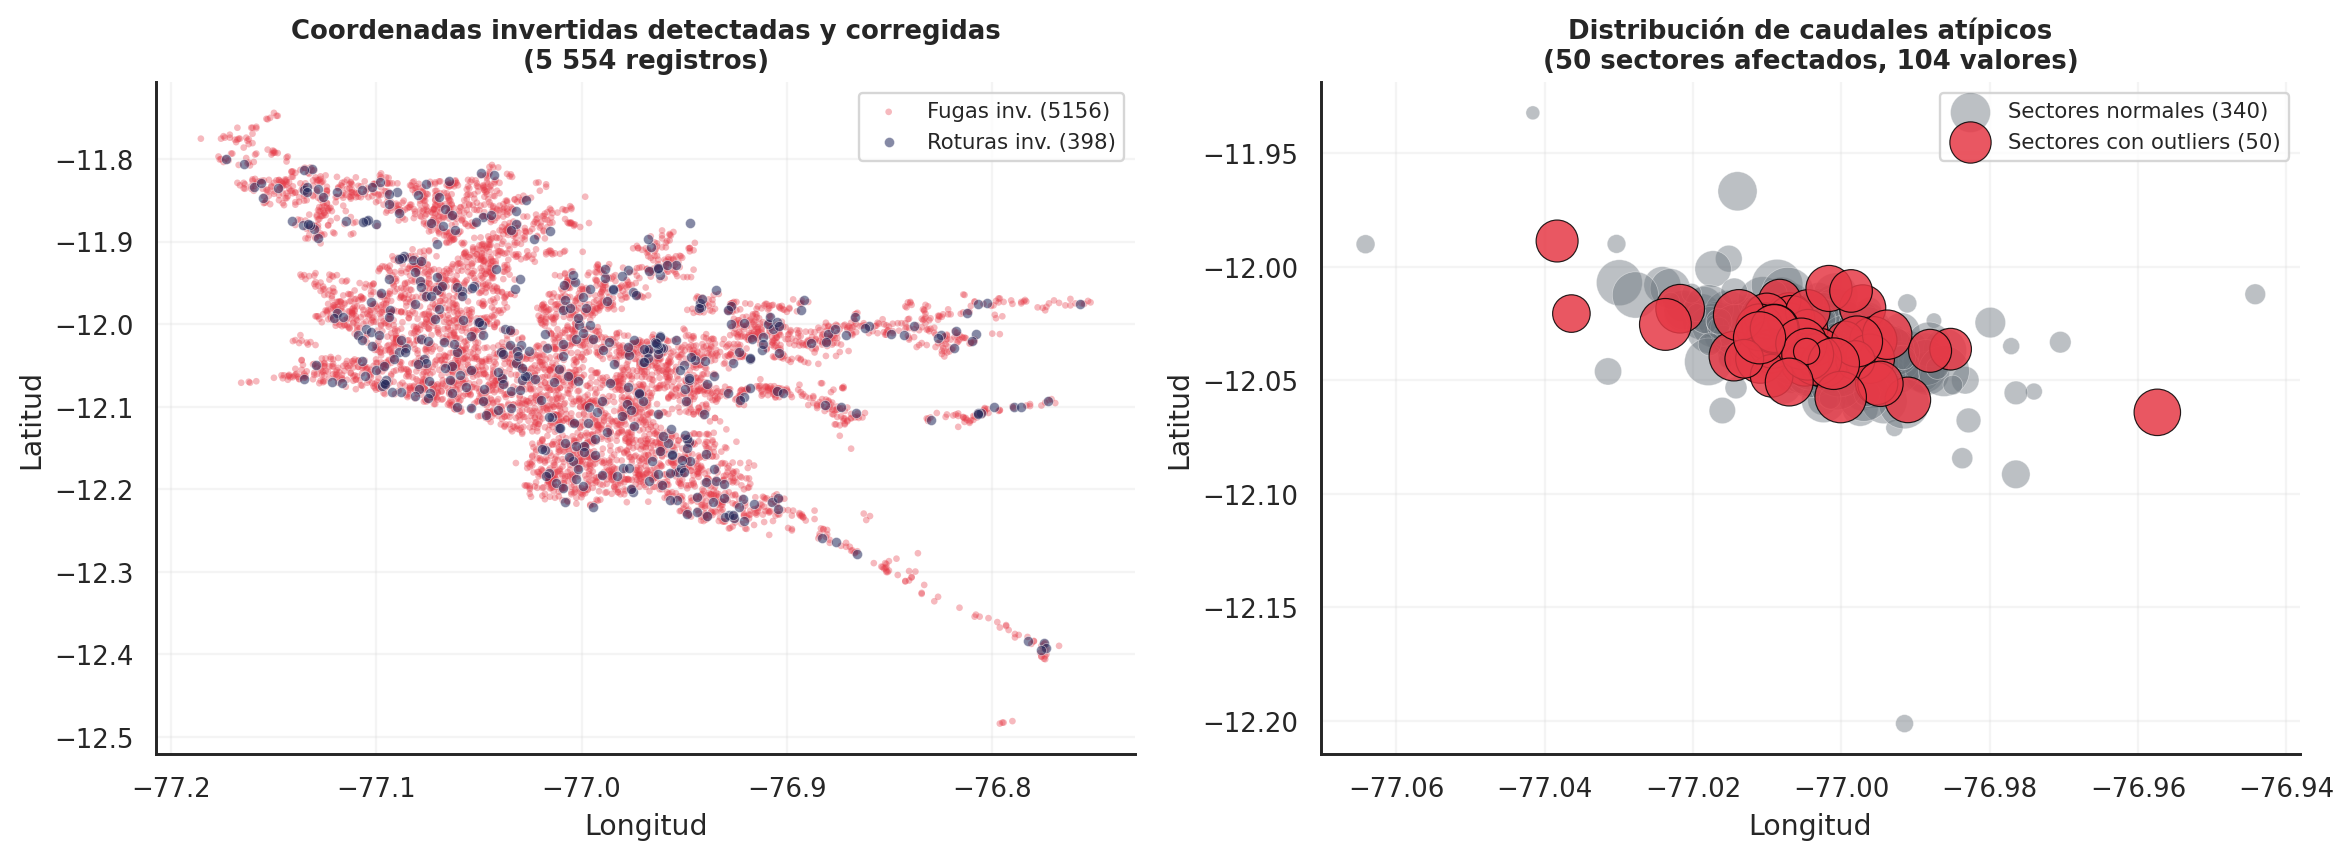 Coordenadas invertidas detectadas y corregidas
(5 554 registros)
Fugas inv. (5156)
Roturas inv. (398)
Latitud
−11.8
−11.9
−12.0
−12.1
−12.2
−12.3
−12.4
−12.5
−77.2
−77.1
−77.0
−76.9
−76.8
Longitud
Distribución de caudales atípicos
(50 sectores afectados, 104 valores)
Sectores normales (340)
Sectores con outliers (50)
Latitud
−11.95
−12.00
−12.05
−12.10
−12.15
−12.20
−77.06
−77.04
−77.02
−77.00
−76.98
−76.96
−76.94
Longitud